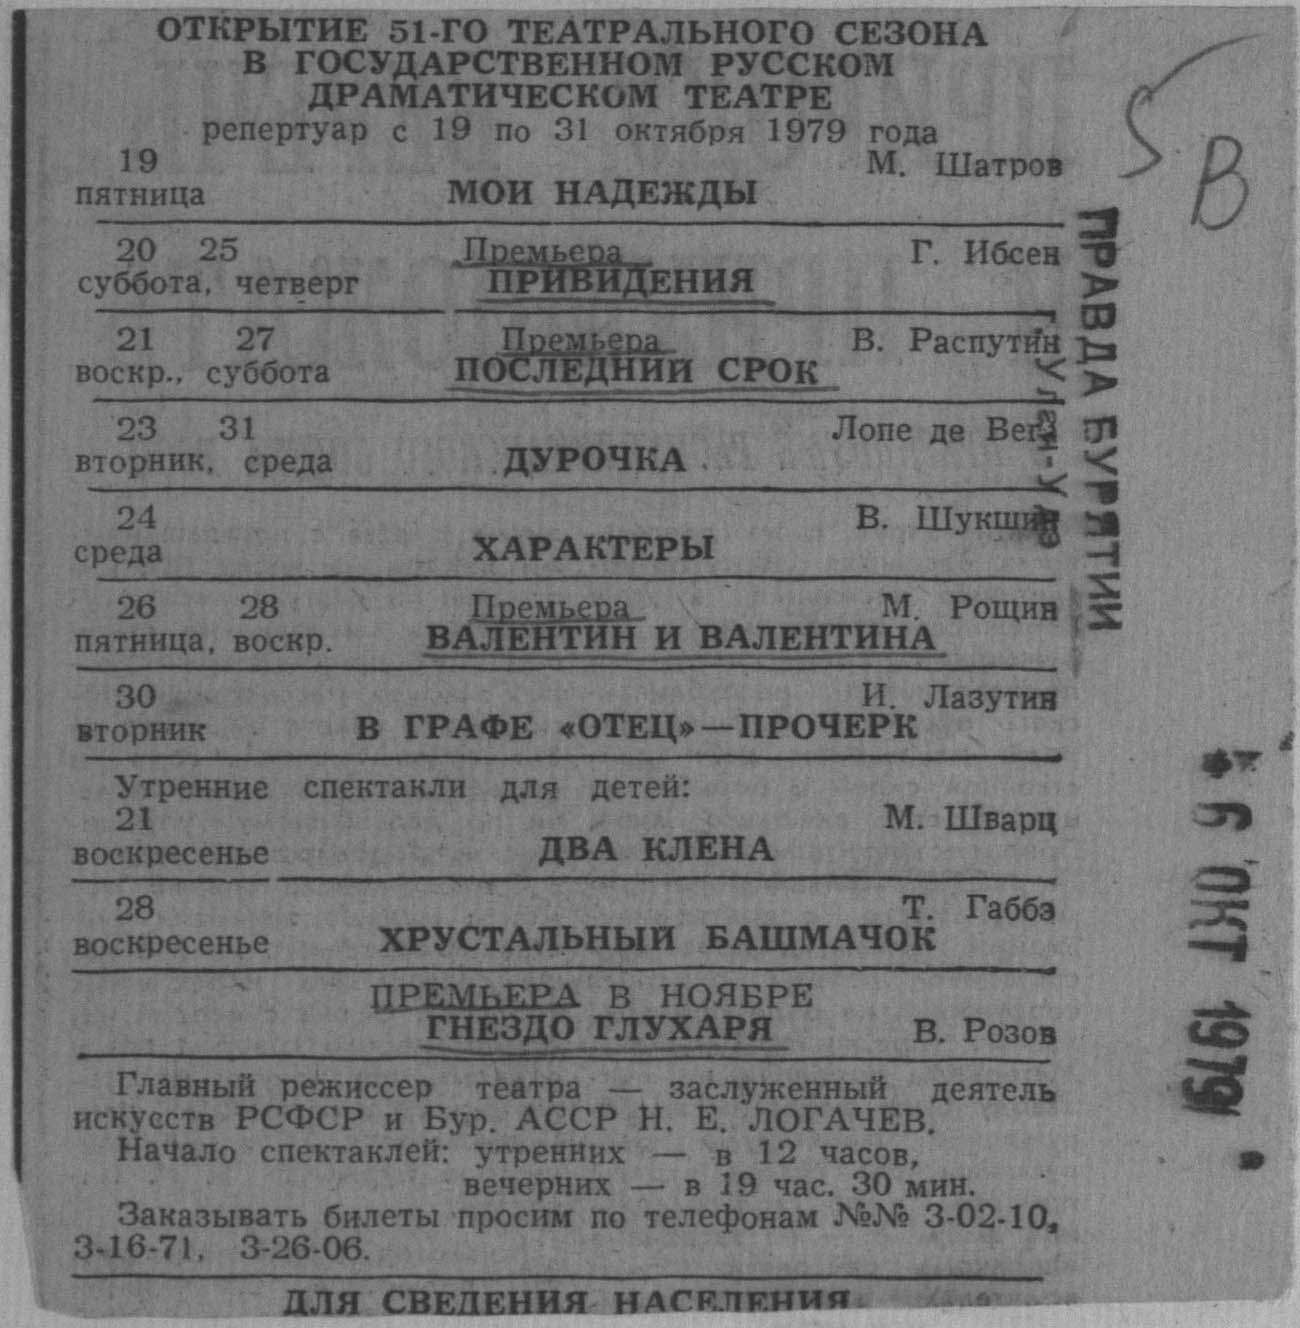 ОТКРЫТИЕ 51-ГО ТЕАТРАЛЬНОГО СЕЗОНА
В ГОСУДАРСТВЕННОМ РУССКОМ
ДРАМАТИЧЕСКОМ ТЕАТРЕ
репертуар с 19 по 31 октября 1979 года
19 М. Шатров
пятница МОИ НАДЕЖДЫ
20 25 Премьера Г. Ибсен
суббота, четверг ПРИВИДЕНИЯ
21 27 Премьера В. Распутин
воскр., суббота ПОСЛЕДНИЙ СРОК
23 31 Лопе де Вега
вторник, среда ДУРОЧКА
24 В. Шукшин
среда ХАРАКТЕРЫ
26 28 Премьера М. Рощин
пятница, воскр. ВАЛЕНТИН И ВАЛЕНТИНА
30 И. Лазутин
вторник В ГРАФЕ «ОТЕЦ»—ПРОЧЕРК
Утренние спектакли для детей:
21 М. Шварц
воскресенье ДВА КЛЕНА
28 Т. Габбэ
воскресенье ХРУСТАЛЬНЫЙ БАШМАЧОК
ПРЕМЬЕРА В НОЯБРЕ
ГНЕЗДО ГЛУХАРЯ В. Розов
Главный режиссер театра — заслуженный деятель
искусств РСФСР и Бур. АССР Н. Е. ЛОГАЧЕВ.
Начало спектаклей: утренних — в 12 часов,
вечерних — в 19 час. 30 мин.
Заказывать билеты просим по телефонам №№ 3-02-10,
3-16-71, 3-26-06.
ДЛЯ СВЕДЕНИЯ НАСЕЛЕНИЯ
В
ПРАВДА БУРЯТИИ
г. Улан-Удэ
6 ОКТ 1979